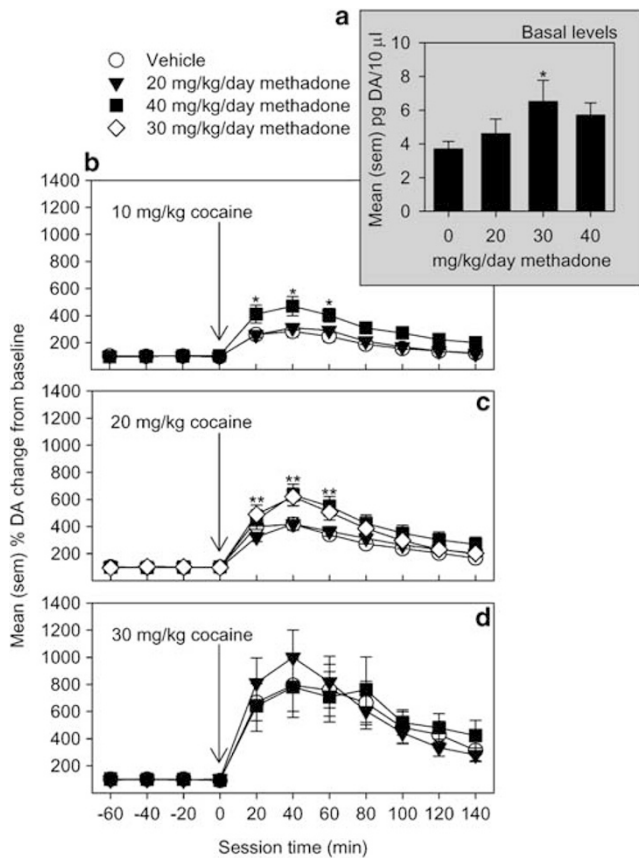 a
Basal levels
Mean (sem) pg DA/10 µl
10
8
6
4
2
0
*
0 20 30 40
mg/kg/day methadone
Vehicle
20 mg/kg/day methadone
40 mg/kg/day methadone
30 mg/kg/day methadone
Mean (sem) % DA change from baseline
b
1400
1200
1000
800
600
400
200
10 mg/kg cocaine
* * *
c
1400
1200
1000
800
600
400
200
20 mg/kg cocaine
** ** **
d
1400
1200
1000
800
600
400
200
30 mg/kg cocaine
-60 -40 -20 0 20 40 60 80 100 120 140
Session time (min)